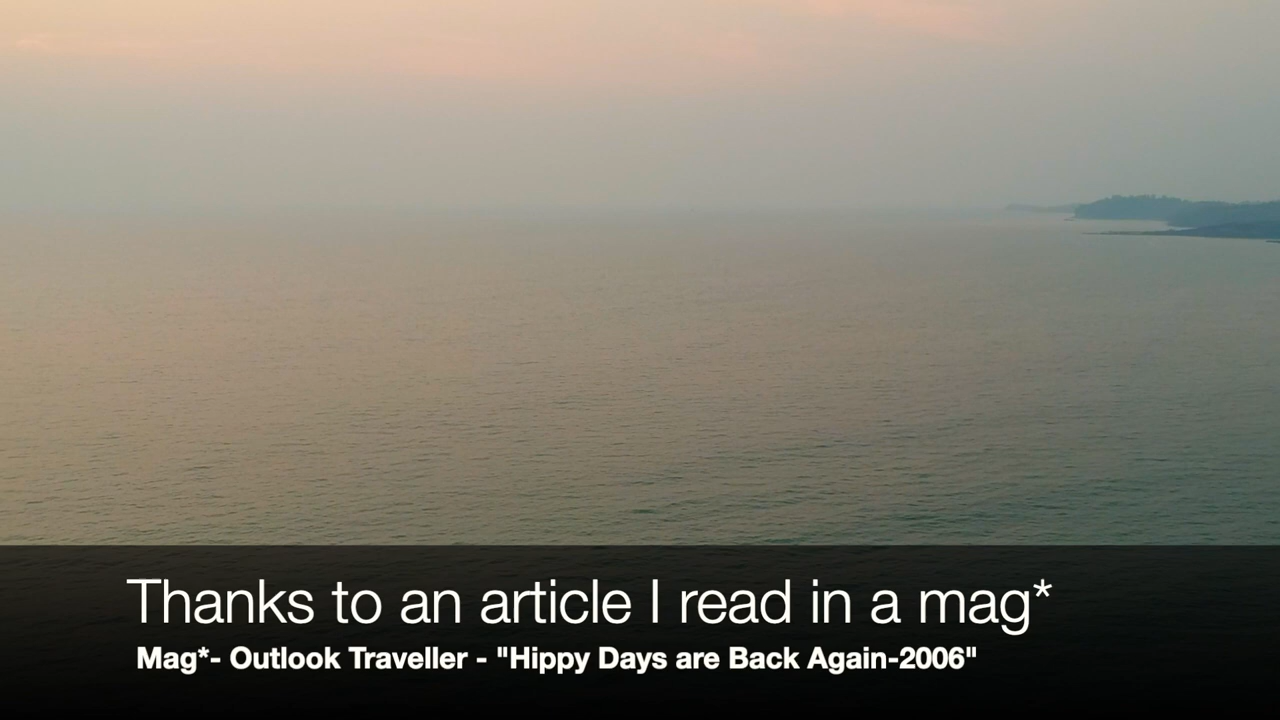 Thanks to an article I read in a mag*
Mag*- Outlook Traveller - "Hippy Days are Back Again-2006"